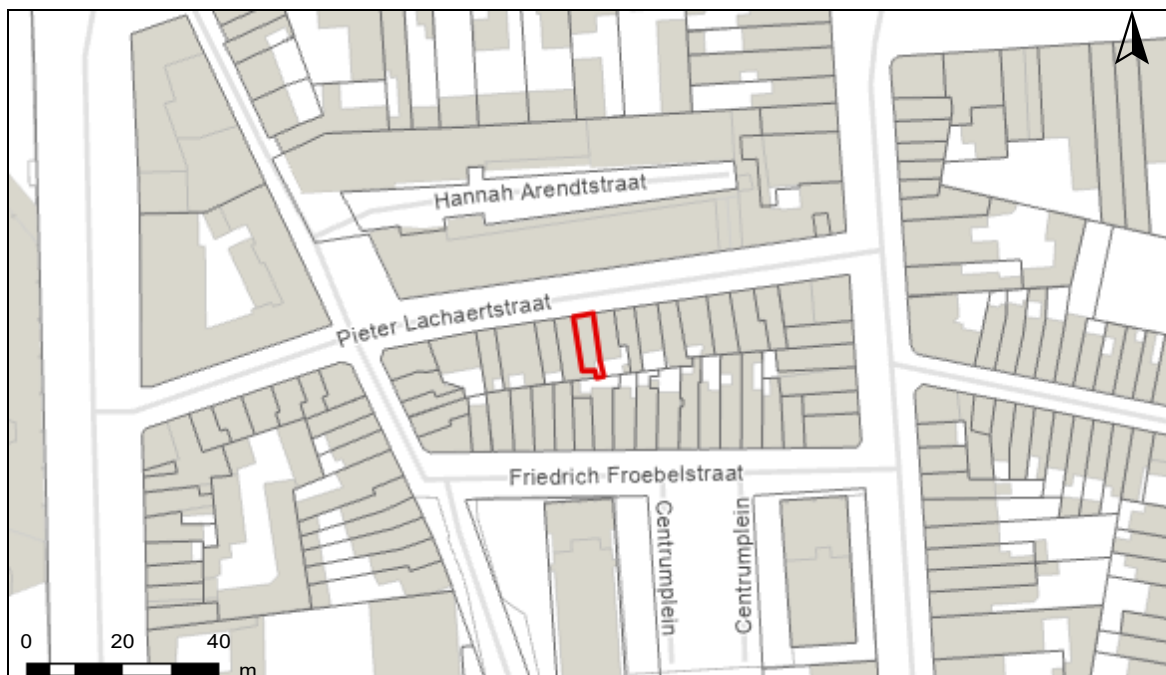 Hannah Arendtstraat
Pieter Lachaertstraat
Friedrich Froebelstraat
Centrumplein
Centrumplein
0 20 40
m